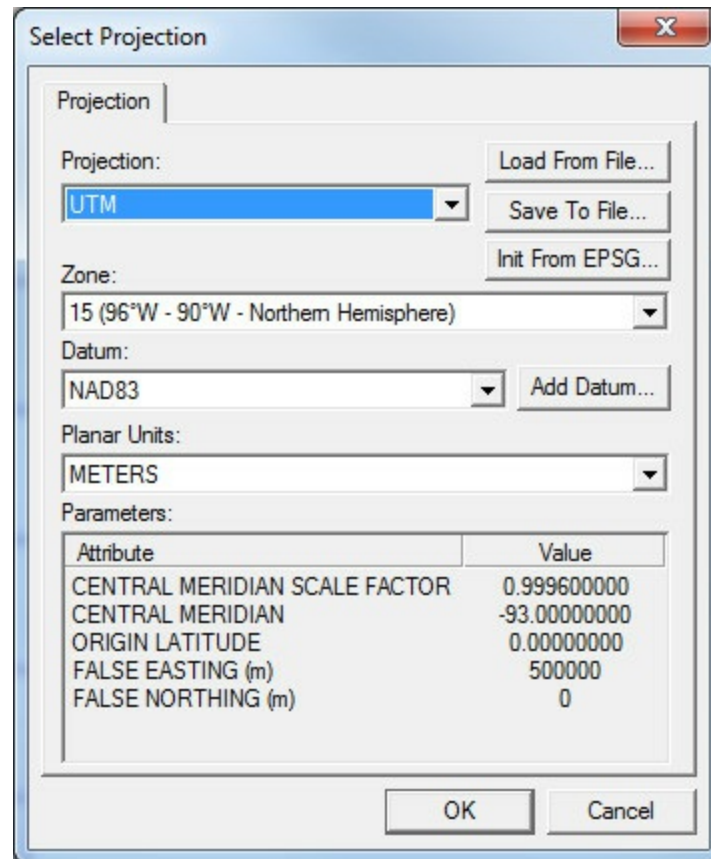 Select Projection
X
Projection
Projection:
Load From File...
UTM
Save To File...
Init From EPSG...
Zone:
15 (96°W - 90°W - Northern Hemisphere)
Datum:
NAD83
Add Datum...
Planar Units:
METERS
Parameters:
Attribute Value
CENTRAL MERIDIAN SCALE FACTOR 0.999600000
CENTRAL MERIDIAN -93.00000000
ORIGIN LATITUDE 0.00000000
FALSE EASTING (m) 500000
FALSE NORTHING (m) 0
OK Cancel